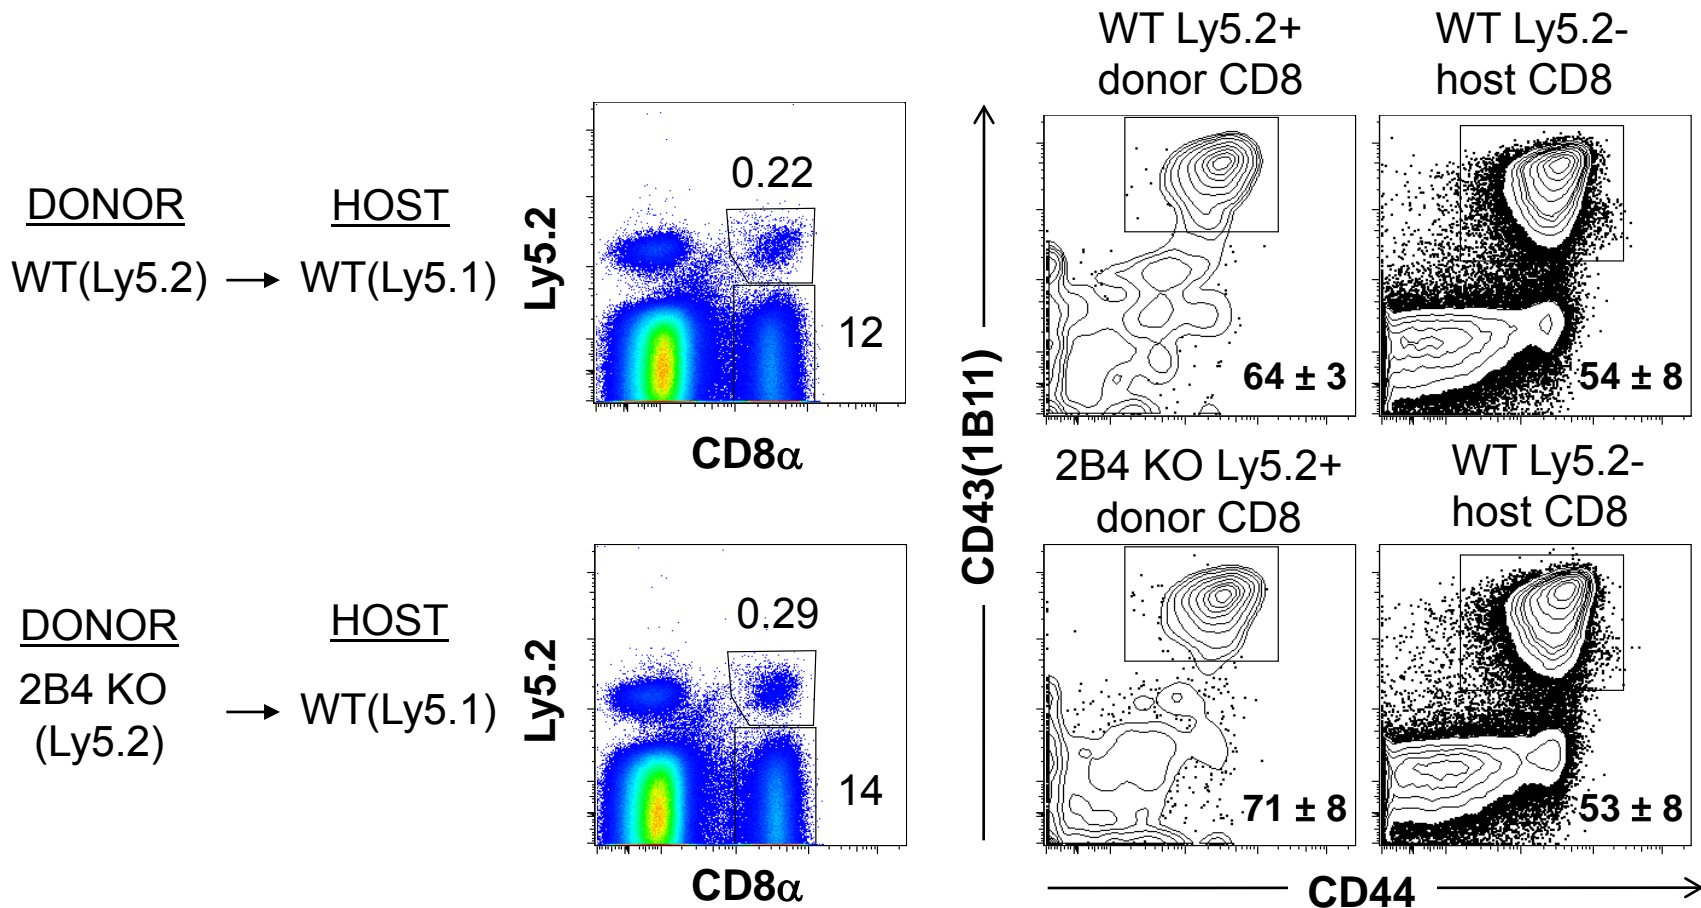 DONOR
HOST
WT(Ly5.2)
WT(Ly5.1)
Ly5.2
0.22
12
CD8α
WT Ly5.2+
donor CD8
64 ± 3
WT Ly5.2-
host CD8
54 ± 8
CD43(1B11)
DONOR
HOST
2B4 KO
(Ly5.2)
WT(Ly5.1)
Ly5.2
0.29
14
CD8α
2B4 KO Ly5.2+
donor CD8
71 ± 8
WT Ly5.2-
host CD8
53 ± 8
CD44